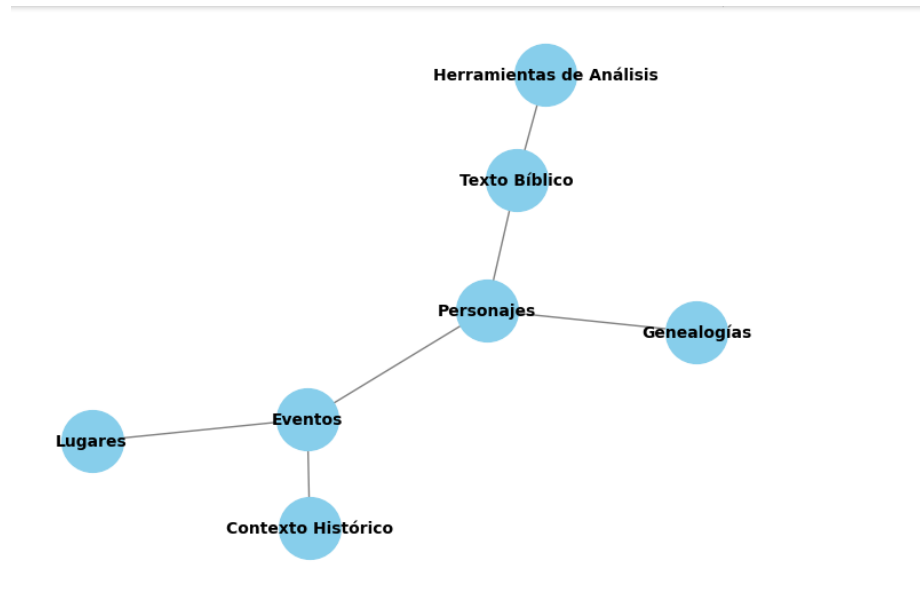 Herramientas de Análisis
Texto Bíblico
Personajes
Genealogías
Eventos
Lugares
Contexto Histórico